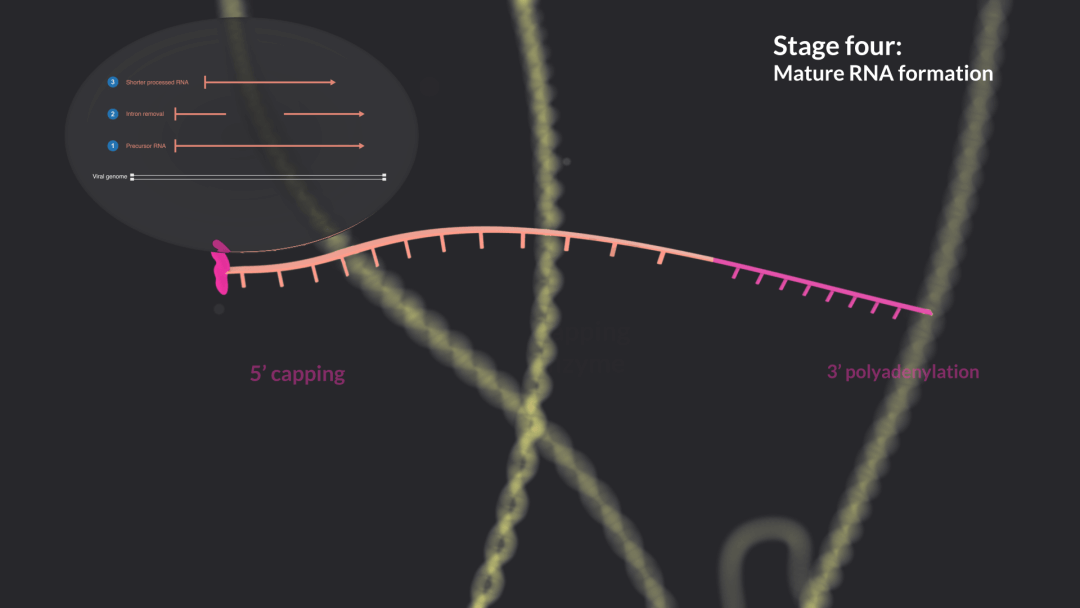 Stage four:
Mature RNA formation
3 Shorter processed RNA
2 Intron removal
1 Precursor RNA
Viral genome
5’ capping
3’ polyadenylation